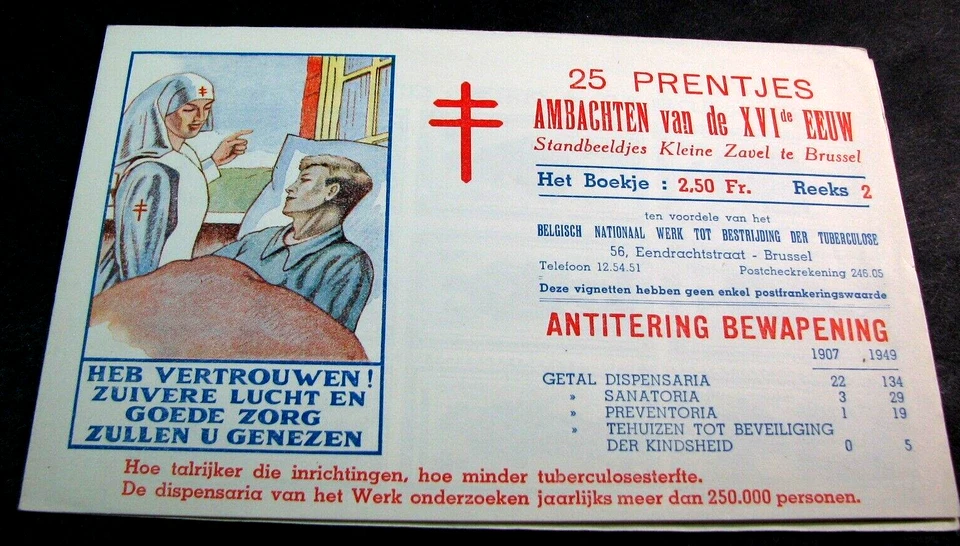 HEB VERTROUWEN!
ZUIVERE LUCHT EN
GOEDE ZORG
ZULLEN U GENEZEN
25 PRENTJES
AMBACHTEN van de XVIde EEUW
Standbeeldjes Kleine Zavel te Brussel
Het Boekje : 2,50 Fr. Reeks 2
ten voordele van het
BELGISCH NATIONAAL WERK TOT BESTRIJDING DER TUBERCULOSE
56, Eendrachtstraat - Brussel
Telefoon 12.54.51 Postcheckrekening 246.05
Deze vignetten hebben geen enkel postfrankeringswaarde
ANTITERING BEWAPENING
1907 1949
GETAL DISPENSARIA 22 134
» SANATORIA 3 29
» PREVENTORIA 1 19
» TEHUIZEN TOT BEVEILIGING
DER KINDSHEID 0 5
Hoe talrijker die inrichtingen, hoe minder tuberculosesterfte.
De dispensaria van het Werk onderzoeken jaarlijks meer dan 250.000 personen.